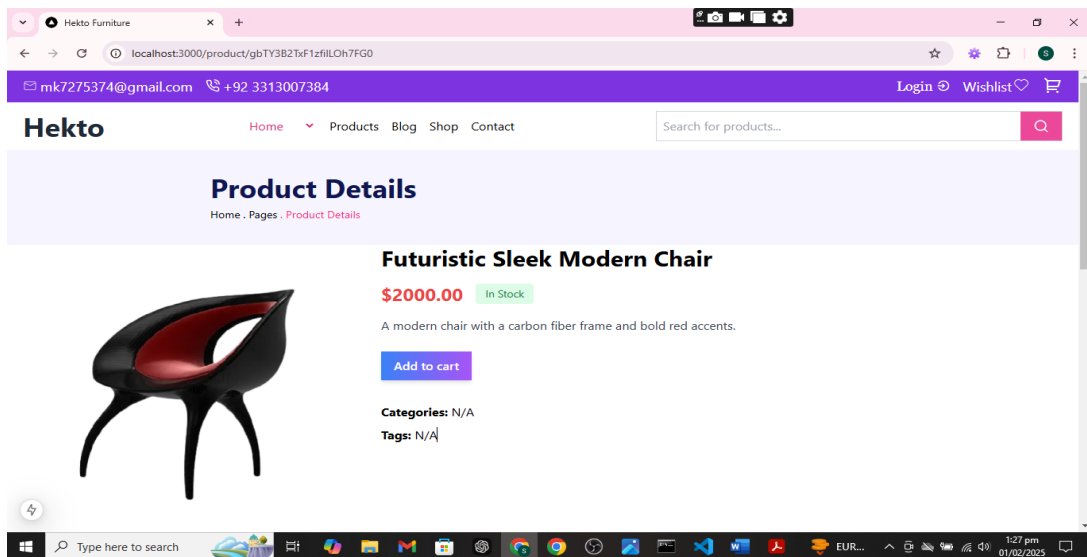 Hekto Furniture
localhost:3000/product/gbTY3B2TxF1zfiILOh7FG0
S
mk7275374@gmail.com +92 3313007384 Login Wishlist
Hekto Home Products Blog Shop Contact Search for products...
Product Details
Home . Pages . Product Details
Futuristic Sleek Modern Chair
$2000.00 In Stock
A modern chair with a carbon fiber frame and bold red accents.
Add to cart
Categories: N/A
Tags: N/A
Type here to search EUR... 1:27 pm
01/02/2025